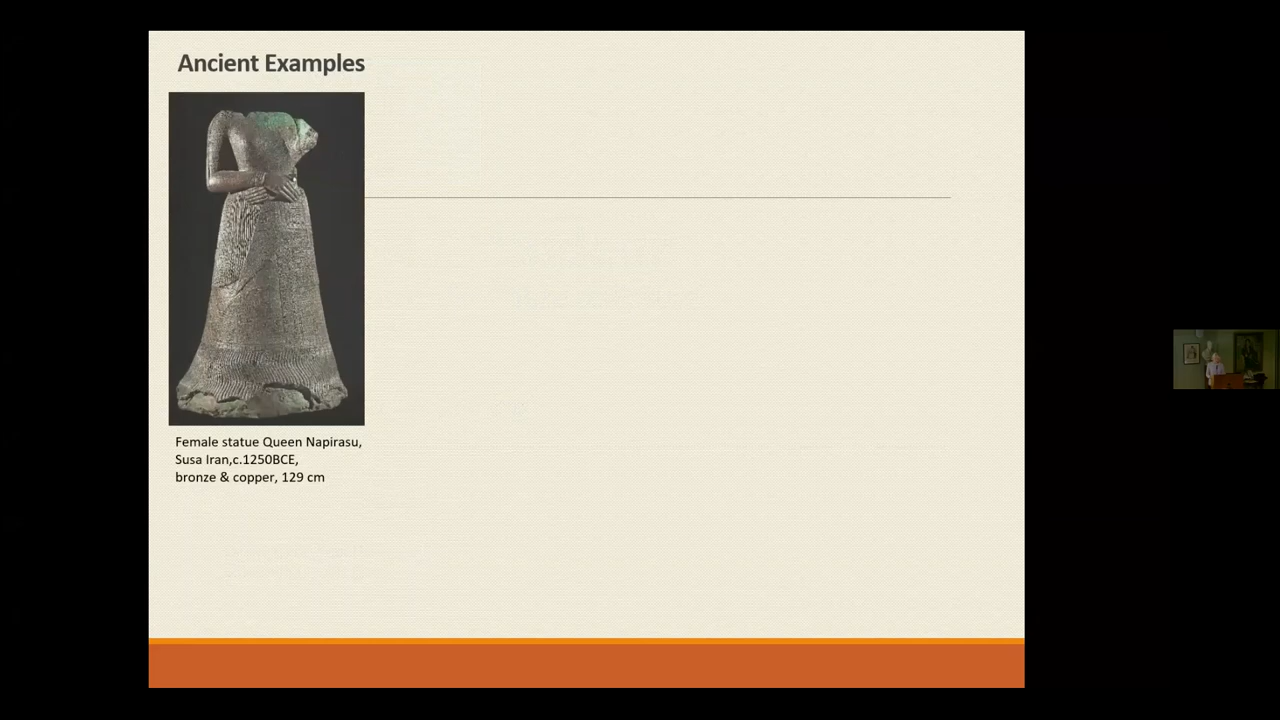 Ancient Examples
Female statue Queen Napirasu,
Susa Iran,c.1250BCE,
bronze & copper, 129 cm